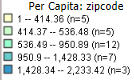 Per Capita: zipcode
1 -- 414.36 (n=5)
414.37 -- 536.48 (n=5)
536.49 -- 950.89 (n=12)
950.9 -- 1,428.33 (n=7)
1,428.34 -- 2,233.42 (n=3)